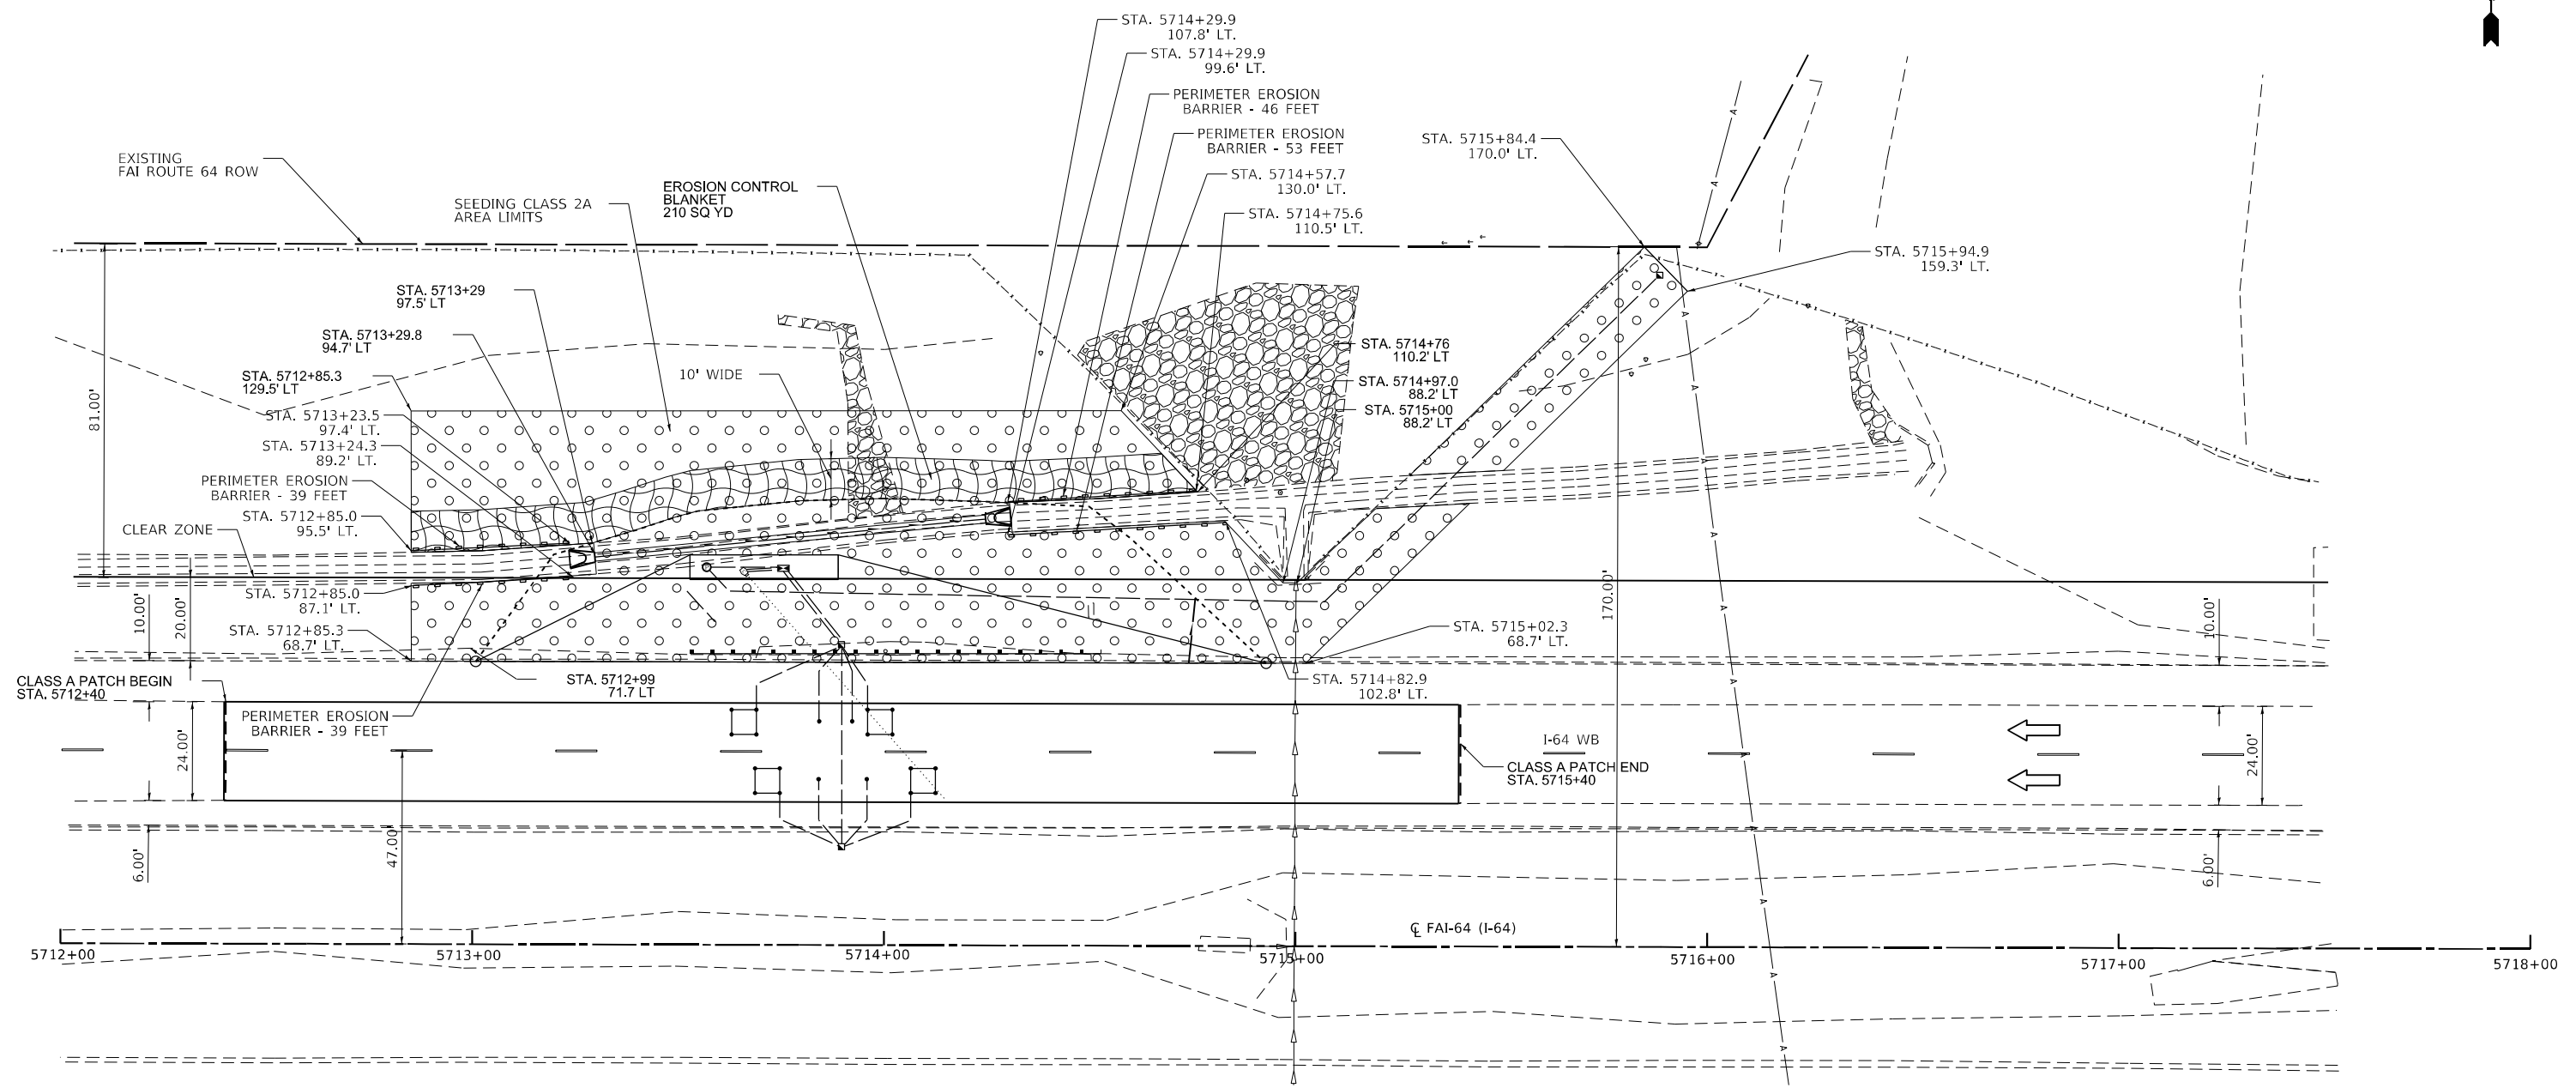 STA. 5714+29.9
107.8' LT.
STA. 5714+29.9
99.6' LT.
PERIMETER EROSION
BARRIER - 46 FEET
PERIMETER EROSION
BARRIER - 53 FEET
STA. 5715+84.4
170.0' LT.
EXISTING
FAI ROUTE 64 ROW
SEEDING CLASS 2A
AREA LIMITS
EROSION CONTROL
BLANKET
210 SQ YD
STA. 5714+57.7
130.0' LT.
STA. 5714+75.6
110.5' LT.
STA. 5715+94.9
159.3' LT.
STA. 5713+29
97.5' LT
STA. 5713+29.8
94.7' LT
STA. 5714+76
110.2' LT
STA. 5712+85.3
129.5' LT
10' WIDE
STA. 5714+97.0
88.2' LT
STA. 5715+00
88.2' LT
81.00'
STA. 5713+23.5
97.4' LT.
STA. 5713+24.3
89.2' LT.
PERIMETER EROSION
BARRIER - 39 FEET
STA. 5712+85.0
95.5' LT.
CLEAR ZONE
STA. 5712+85.0
87.1' LT.
10.00'
20.00'
170.00'
10.00'
STA. 5712+85.3
68.7' LT.
STA. 5715+02.3
68.7' LT.
CLASS A PATCH BEGIN
STA. 5712+40
STA. 5712+99
71.7 LT
STA. 5714+82.9
102.8' LT.
PERIMETER EROSION
BARRIER - 39 FEET
24.00'
I-64 WB
24.00'
CLASS A PATCH END
STA. 5715+40
6.00'
47.00'
6.00'
A
A
A
A
A
A
A
A
A
A
A
℄ FAI-64 (I-64)
5712+00
5713+00
5714+00
5715+00
5716+00
5717+00
5718+00